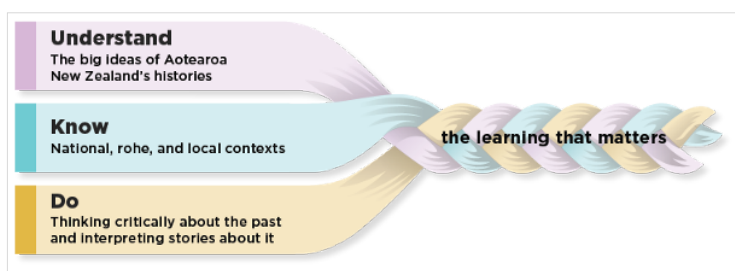 Understand
The big ideas of Aotearoa
New Zealand's histories
Know
National, rohe, and local contexts
Do
Thinking critically about the past
and interpreting stories about it
the learning that matters